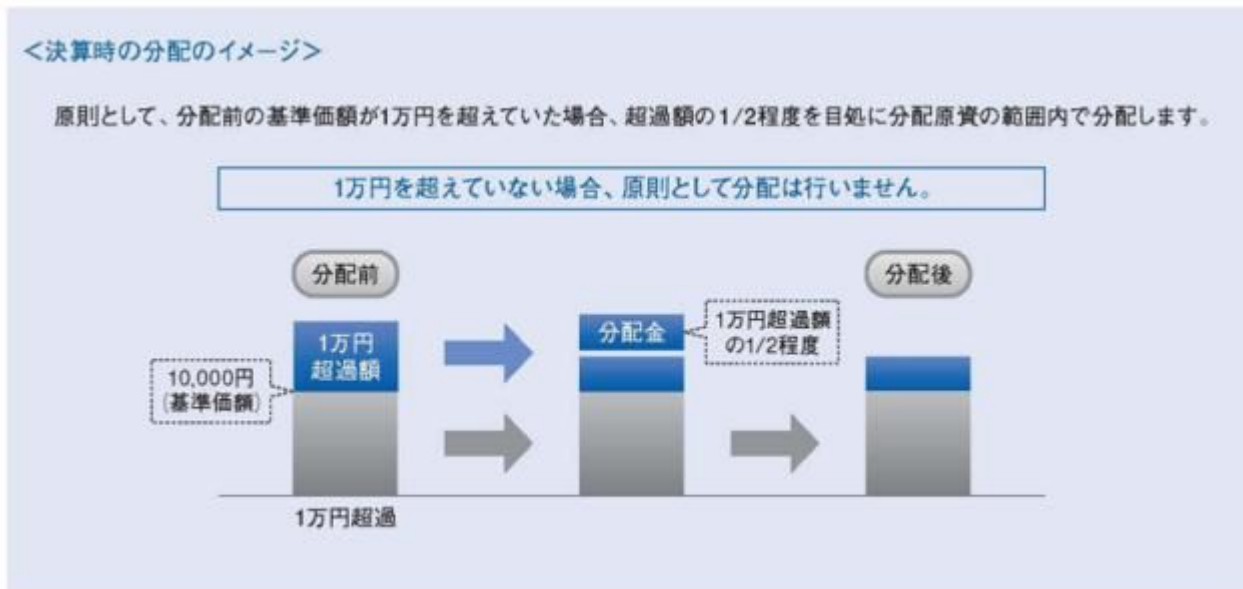 ＜決算時の分配のイメージ＞
原則として、分配前の基準価額が1万円を超えていた場合、超過額の1/2程度を目処に分配原資の範囲内で分配します。
1万円を超えていない場合、原則として分配は行いません。
分配前
分配後
1万円
超過額
10,000円
(基準価額)
分配金
1万円超過額
の1/2程度
1万円超過